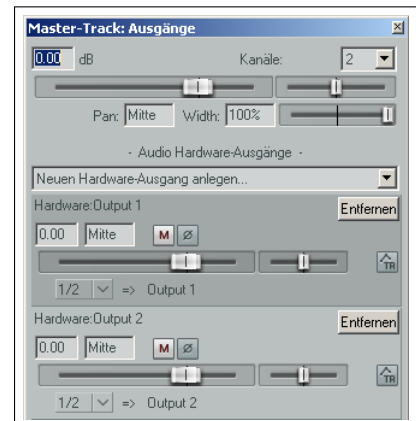 Master-Track: Ausgänge
0.00 dB Kanäle: 2
Pan: Mitte Width: 100%
- Audio Hardware-Ausgänge -
Neuen Hardware-Ausgang anlegen...
Hardware:Output 1 Entfernen
0.00 Mitte M ø
TR
1/2 => Output 1
Hardware:Output 2 Entfernen
0.00 Mitte M ø
TR
1/2 => Output 2